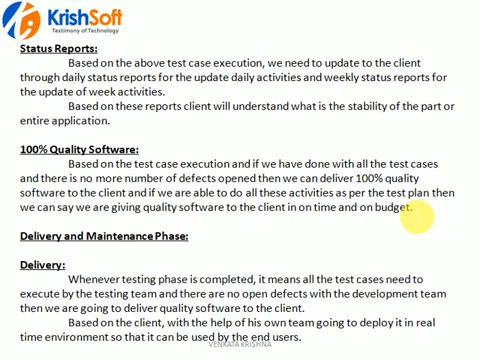 KrishSoft
Testimony of Technology
Status Reports:
Based on the above test case execution, we need to update to the client
through daily status reports for the update daily activities and weekly status reports for
the update of week activities.
Based on these reports client will understand what is the stability of the part or
entire application.
100% Quality Software:
Based on the test case execution and if we have done with all the test cases
and there is no more number of defects opened then we can deliver 100% quality
software to the client and if we are able to do all these activities as per the test plan then
we can say we are giving quality software to the client in on time and on budget.
Delivery and Maintenance Phase:
Delivery:
Whenever testing phase is completed, it means all the test cases need to
execute by the testing team and there are no open defects with the development team
then we are going to deliver quality software to the client.
Based on the client, with the help of his own team going to deploy it in real
time environment so that it can be used by the end users.
VENKATA KRISHNA